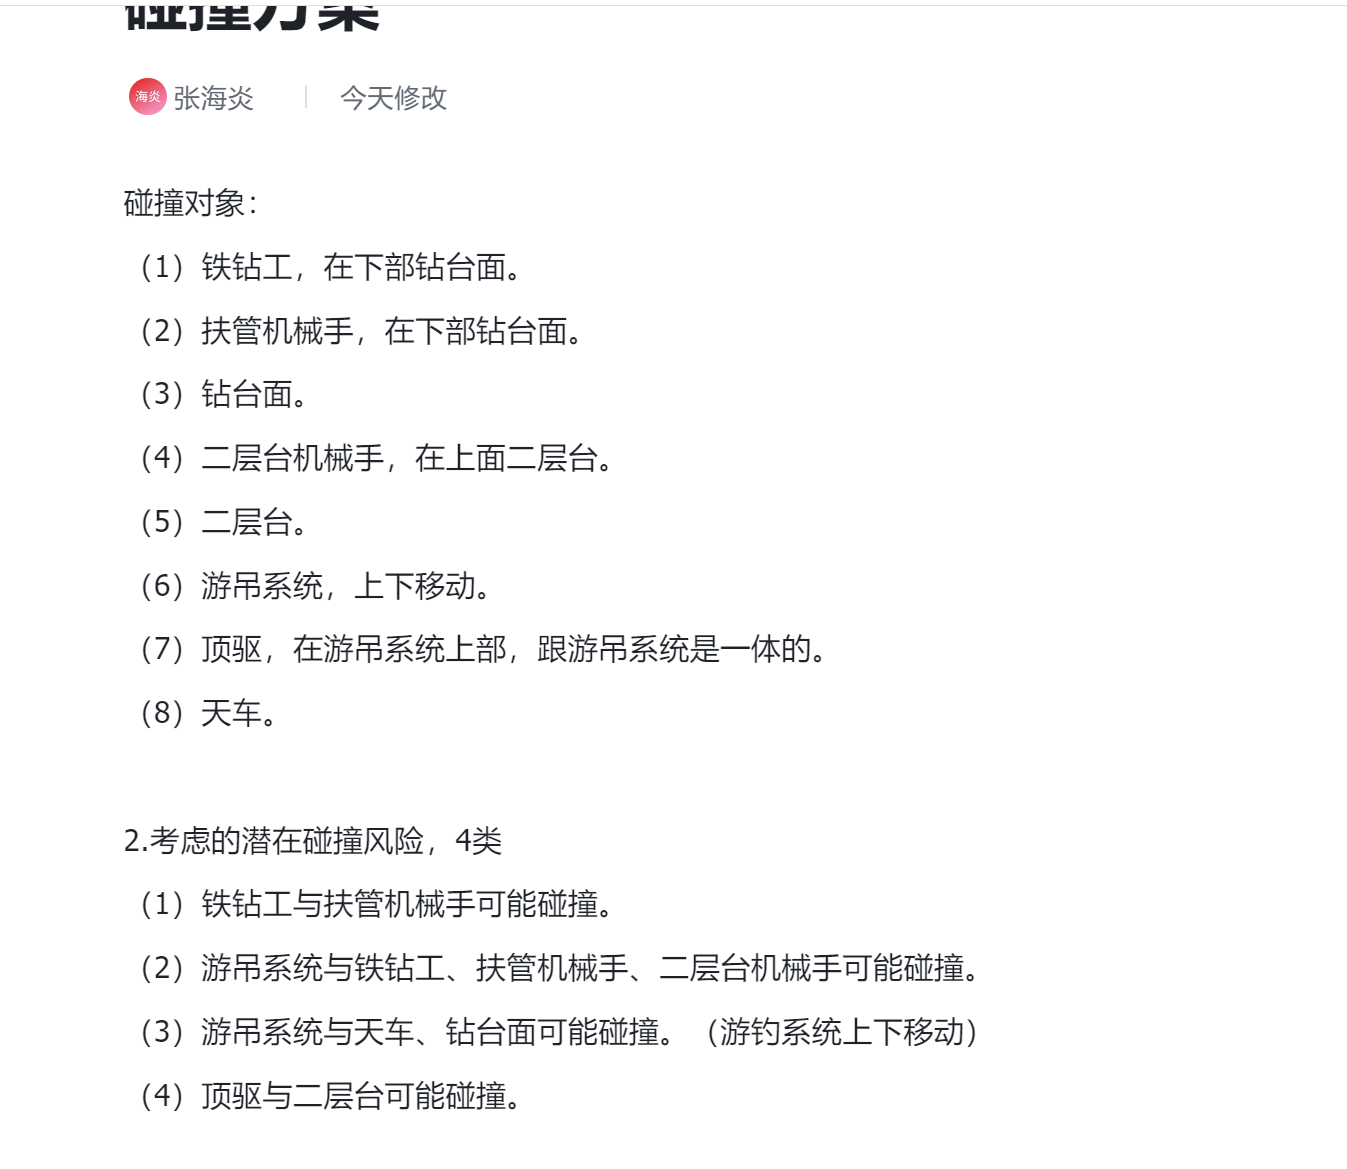 碰撞方案
海炎 张海炎 今天修改
碰撞对象：
（1）铁钻工，在下部钻台面。
（2）扶管机械手，在下部钻台面。
（3）钻台面。
（4）二层台机械手，在上面二层台。
（5）二层台。
（6）游吊系统，上下移动。
（7）顶驱，在游吊系统上部，跟游吊系统是一体的。
（8）天车。
2.考虑的潜在碰撞风险，4类
（1）铁钻工与扶管机械手可能碰撞。
（2）游吊系统与铁钻工、扶管机械手、二层台机械手可能碰撞。
（3）游吊系统与天车、钻台面可能碰撞。（游钓系统上下移动）
（4）顶驱与二层台可能碰撞。